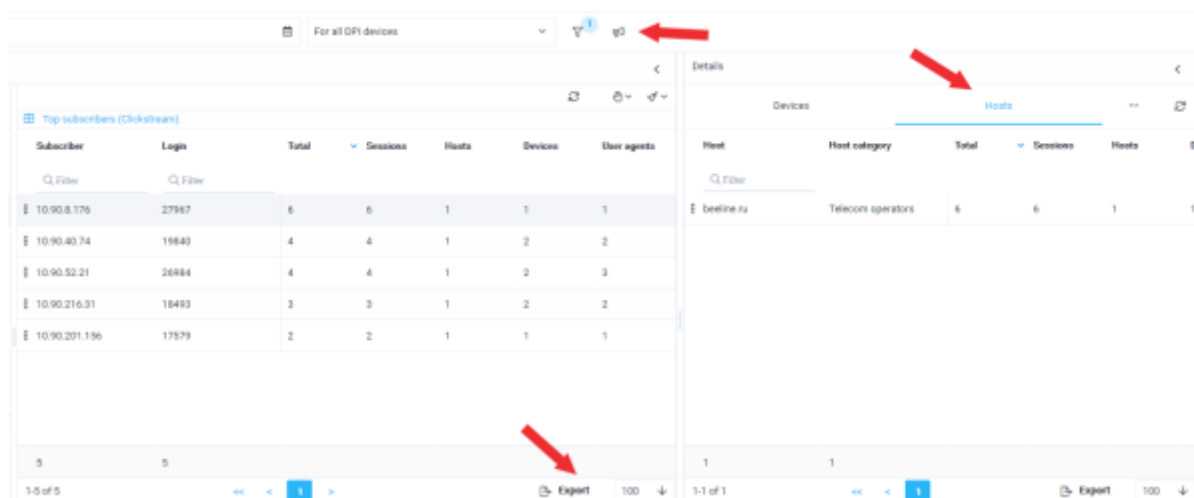 For all DPI devices 1
Details
Devices Hosts
Top subscribers (Clickstream)
Subscriber Login Total Sessions Hosts Devices User agents
Host Host category Total Sessions Hosts
Filter Filter
Filter
10.90.8.176 27967 6 6 1 1 1
beeline.ru Telecom operators 6 6 1 1
10.90.40.74 19840 4 4 1 2 2
10.90.52.21 26984 4 4 1 2 3
10.90.216.31 18493 3 3 1 2 2
10.90.201.156 17579 2 2 1 1 1
5 5
1 1
1-5 of 5 << < 1 > Export 100
1-1 of 1 << < 1 Export 100